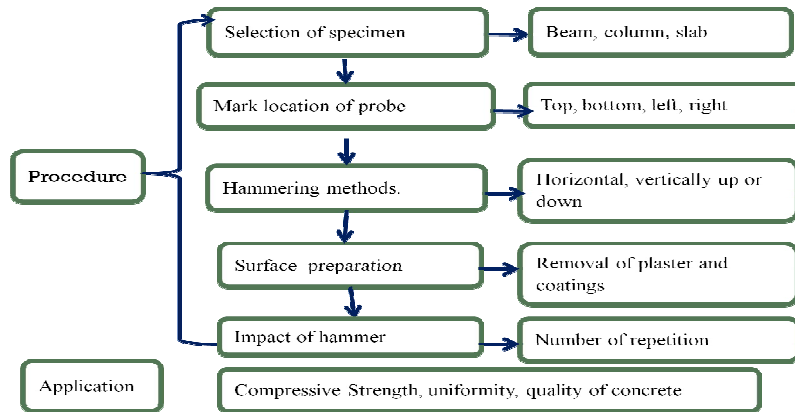 Selection of specimen
Beam, column, slab
Mark location of probe
Top, bottom, left, right
Procedure
Hammering methods.
Horizontal, vertically up or
down
Surface preparation
Removal of plaster and
coatings
Impact of hammer
Number of repetition
Application
Compressive Strength, uniformity, quality of concrete